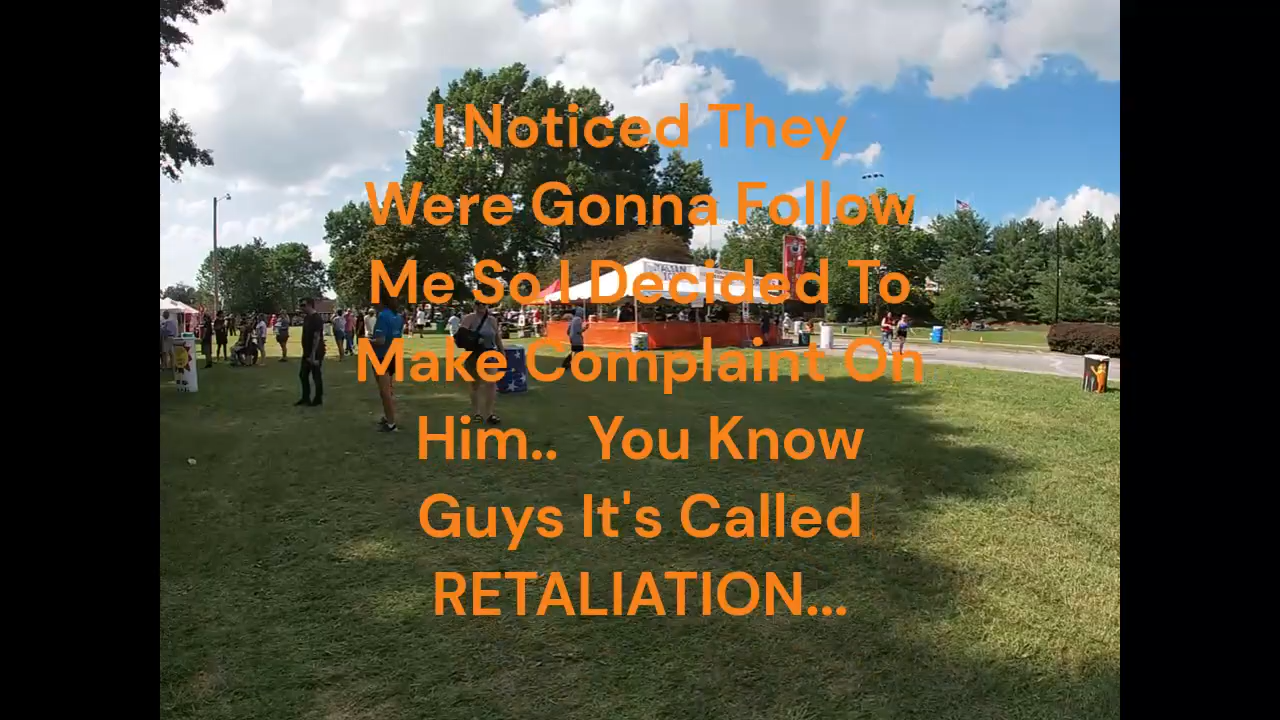 I Noticed They
Were Gonna Follow
Me So I Decided To
Make Complaint On
Him..  You Know
Guys It's Called
RETALIATION...